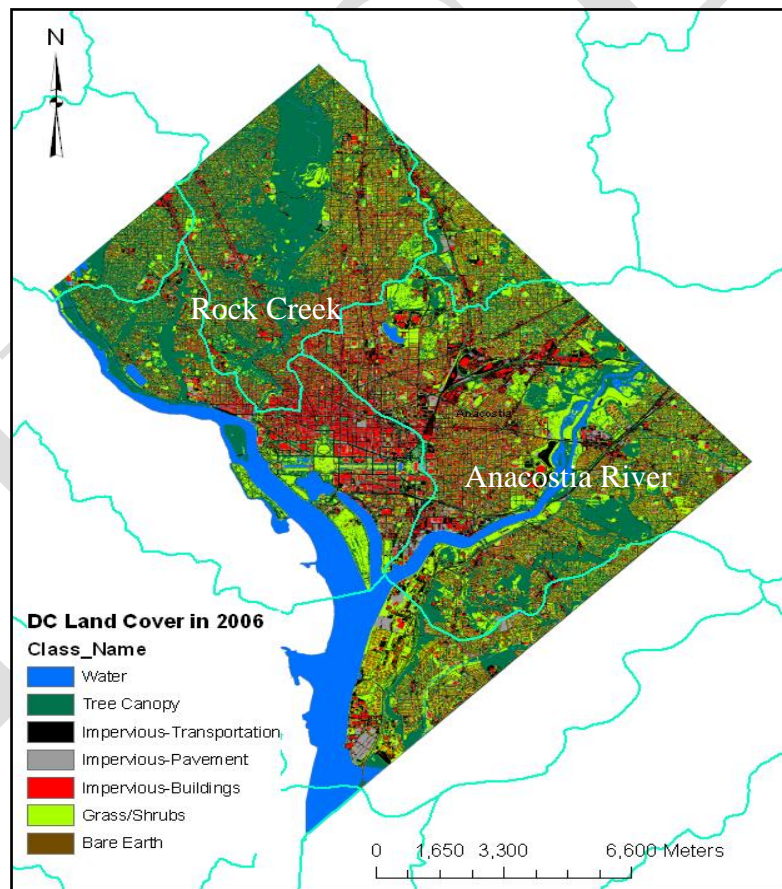 N
Rock Creek
Anacostia
Anacostia River
DC Land Cover in 2006
Class_Name
Water
Tree Canopy
Impervious-Transportation
Impervious-Pavement
Impervious-Buildings
Grass/Shrubs
Bare Earth
0 1,650 3,300 6,600 Meters